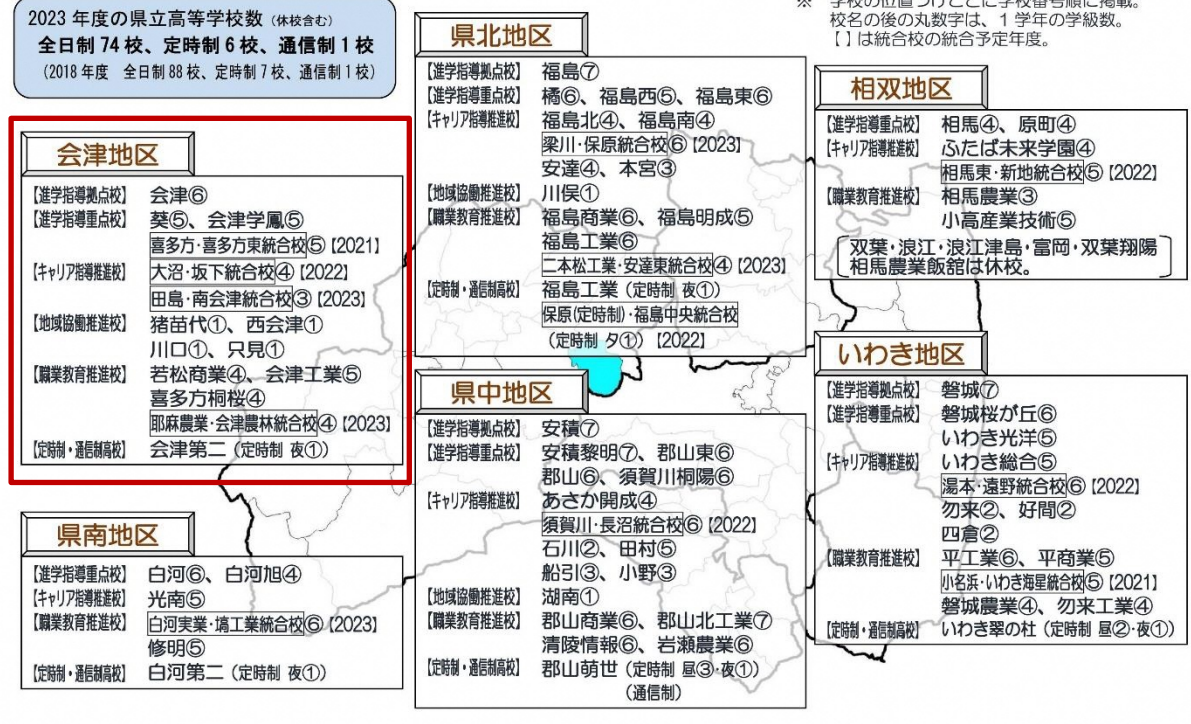 2023年度の県立高等学校数（休校含む）
全日制74校、定時制6校、通信制1校
（2018年度　全日制88校、定時制7校、通信制1校）
※　学校の位置づけごとに学校番号順に掲載。
校名の後の丸数字は、1学年の学級数。
【】は統合校の統合予定年度。
会津地区
【進学指導拠点校】 会津⑥
【進学指導重点校】 葵⑤、会津学鳳⑤
喜多方・喜多方東統合校⑤【2021】
【キャリア指導推進校】 大沼・坂下統合校④【2022】
田島・南会津統合校③【2023】
【地域協働推進校】 猪苗代①、西会津①
川口①、只見①
【職業教育推進校】 若松商業④、会津工業⑤
喜多方桐桜④
耶麻農業・会津農林統合校④【2023】
【定時制・通信制高校】 会津第二（定時制 夜①）
県南地区
【進学指導重点校】 白河⑥、白河旭④
【キャリア指導推進校】 光南⑤
【職業教育推進校】 白河実業・塙工業統合校⑥【2023】
修明⑤
【定時制・通信制高校】 白河第二（定時制 夜①）
県北地区
【進学指導拠点校】 福島⑦
【進学指導重点校】 橘⑥、福島西⑤、福島東⑥
【キャリア指導推進校】 福島北④、福島南④
梁川・保原統合校⑥【2023】
安達④、本宮③
【地域協働推進校】 川俣①
【職業教育推進校】 福島商業⑥、福島明成⑤
福島工業⑥
二本松工業・安達東統合校④【2023】
【定時制・通信制高校】 福島工業（定時制 夜①）
保原(定時制)・福島中央統合校
（定時制 夕①）【2022】
県中地区
【進学指導拠点校】 安積⑦
【進学指導重点校】 安積黎明⑦、郡山東⑥
郡山⑥、須賀川桐陽⑥
【キャリア指導推進校】 あさか開成④
須賀川・長沼統合校⑥【2022】
石川②、田村⑤
船引③、小野③
【地域協働推進校】 湖南①
【職業教育推進校】 郡山商業⑥、郡山北工業⑦
清陵情報⑥、岩瀬農業⑥
【定時制・通信制高校】 郡山萌世（定時制 昼③・夜①）
（通信制）
相双地区
【進学指導重点校】 相馬④、原町④
【キャリア指導推進校】 ふたば未来学園④
相馬東・新地統合校⑤【2022】
【職業教育推進校】 相馬農業③
小高産業技術⑤
双葉・浪江・浪江津島・富岡・双葉翔陽
相馬農業飯舘は休校。
いわき地区
【進学指導拠点校】 磐城⑦
【進学指導重点校】 磐城桜が丘⑥
いわき光洋⑤
【キャリア指導推進校】 いわき総合⑤
湯本・遠野統合校⑥【2022】
勿来②、好間②
四倉②
【職業教育推進校】 平工業⑥、平商業⑤
小名浜・いわき海星統合校⑤【2021】
磐城農業④、勿来工業④
【定時制・通信制高校】 いわき翠の杜（定時制 昼②・夜①）